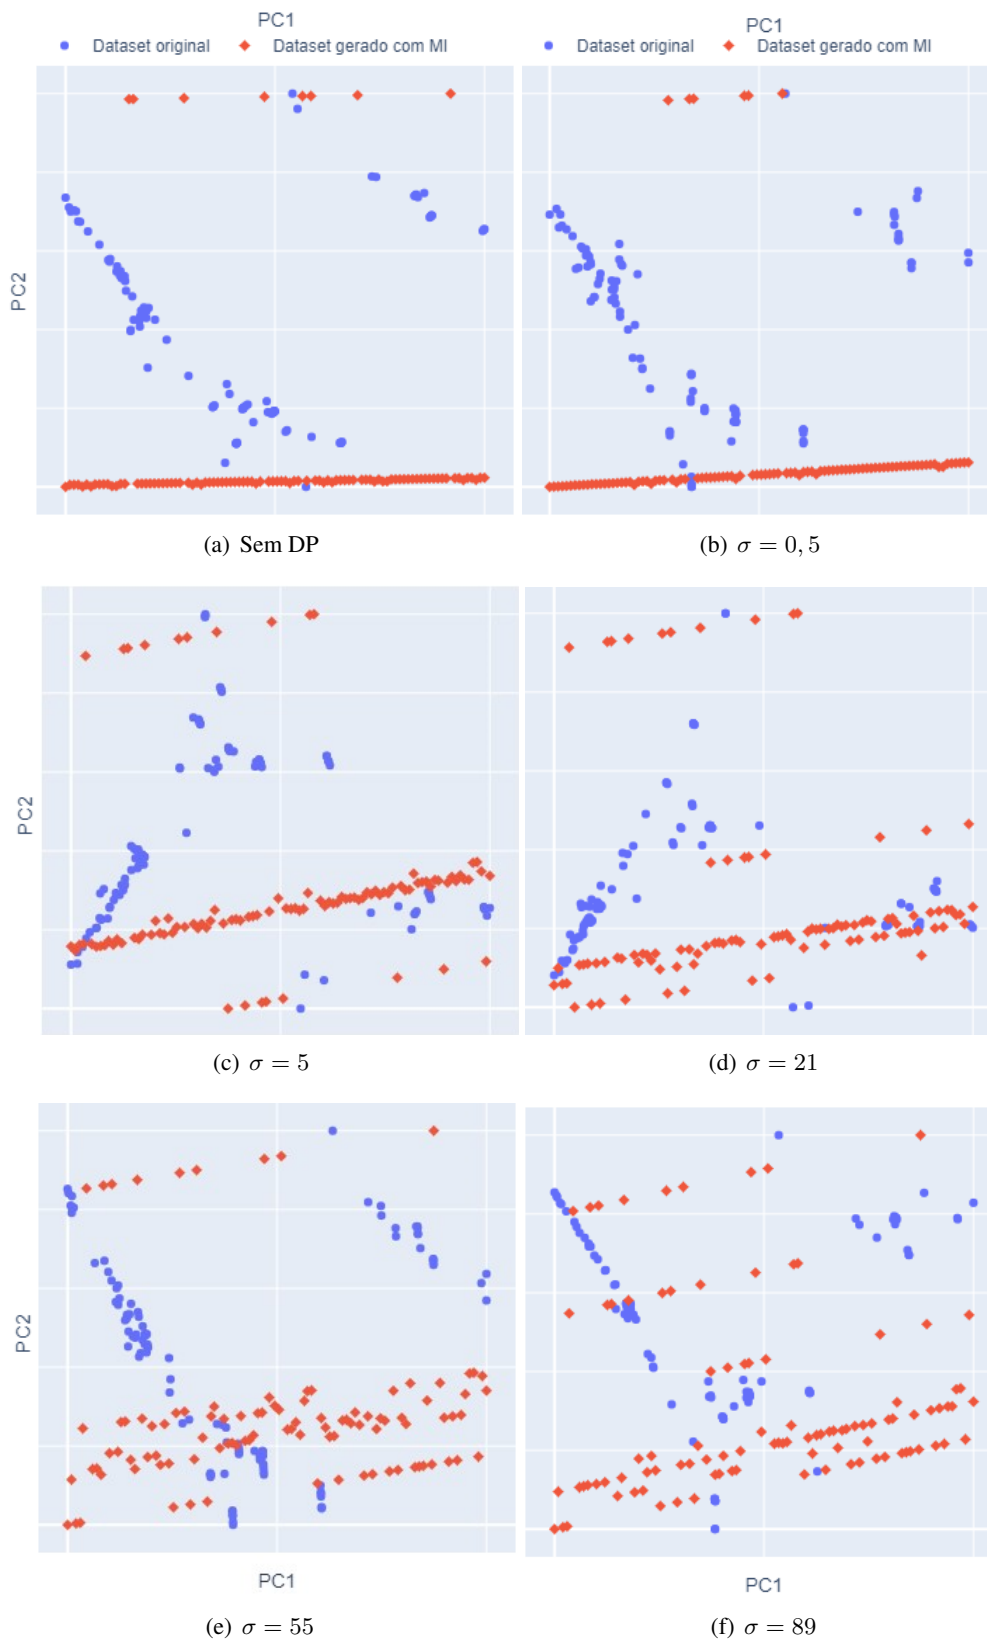 PC1
PC1
Dataset original Dataset gerado com MI
Dataset original Dataset gerado com MI
PC2
(a) Sem DP
(b) σ = 0, 5
PC2
(c) σ = 5
(d) σ = 21
PC2
PC1
PC1
(e) σ = 55
(f) σ = 89